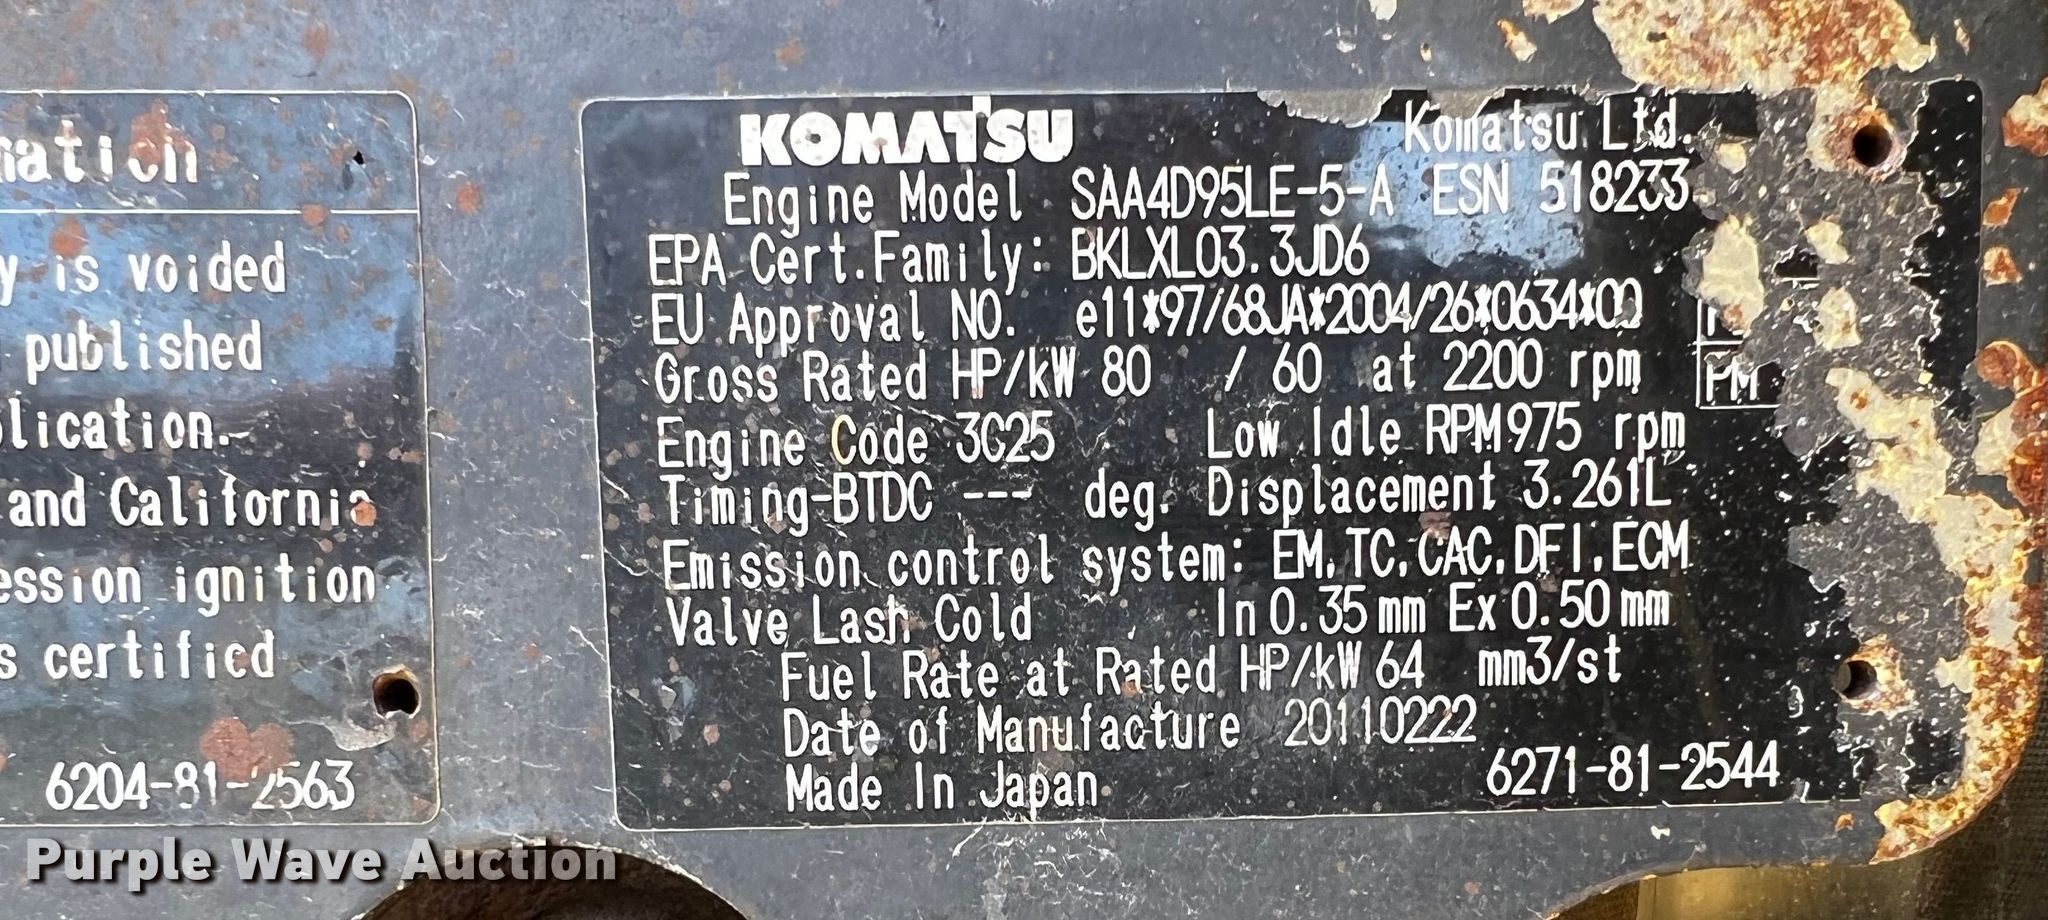 y is voided
published
lication.
and California
ession ignition
s certified
6204-81-2563
KOMATSU
Komatsu Ltd.
Engine Model SAA4D95LE-5-A ESN 518233
EPA Cert.Family: BKLXL03.3JD6
EU Approval NO. e11*97/68JA*2004/26*0634*00
Gross Rated HP/kW 80 / 60 at 2200 rpm
PM
Engine Code 3C25 Low Idle RPM 975 rpm
Timing-BTDC --- deg. Displacement 3.261L
Emission control system: EM,TC,CAC,DFI,ECM
Valve Lash Cold In 0.35 mm Ex 0.50 mm
Fuel Rate at Rated HP/kW 64 mm3/st
Date of Manufacture 20110222
Made In Japan
6271-81-2544
Purple Wave Auction